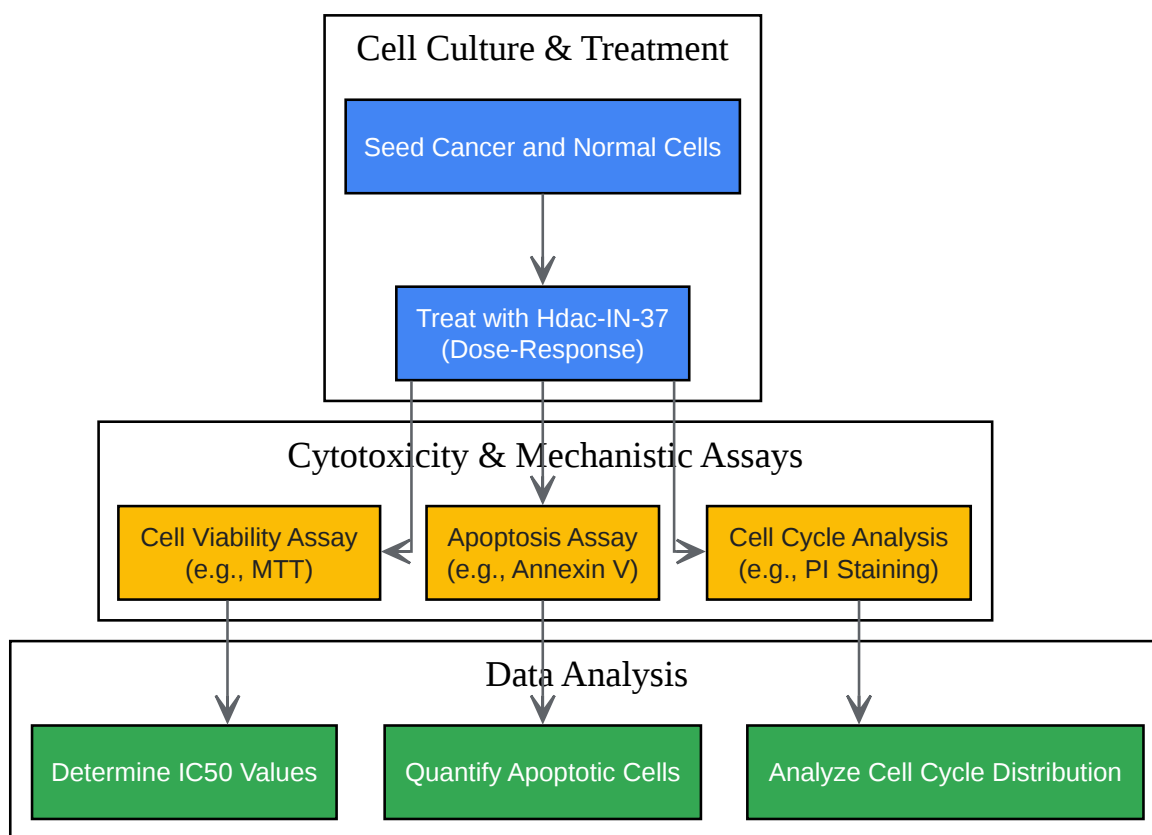 Cell Culture & Treatment
Seed Cancer and Normal Cells
Treat with Hdac-IN-37
(Dose-Response)
Cytotoxicity & Mechanistic Assays
Cell Viability Assay
(e.g., MTT)
Apoptosis Assay
(e.g., Annexin V)
Cell Cycle Analysis
(e.g., PI Staining)
Data Analysis
Determine IC50 Values
Quantify Apoptotic Cells
Analyze Cell Cycle Distribution